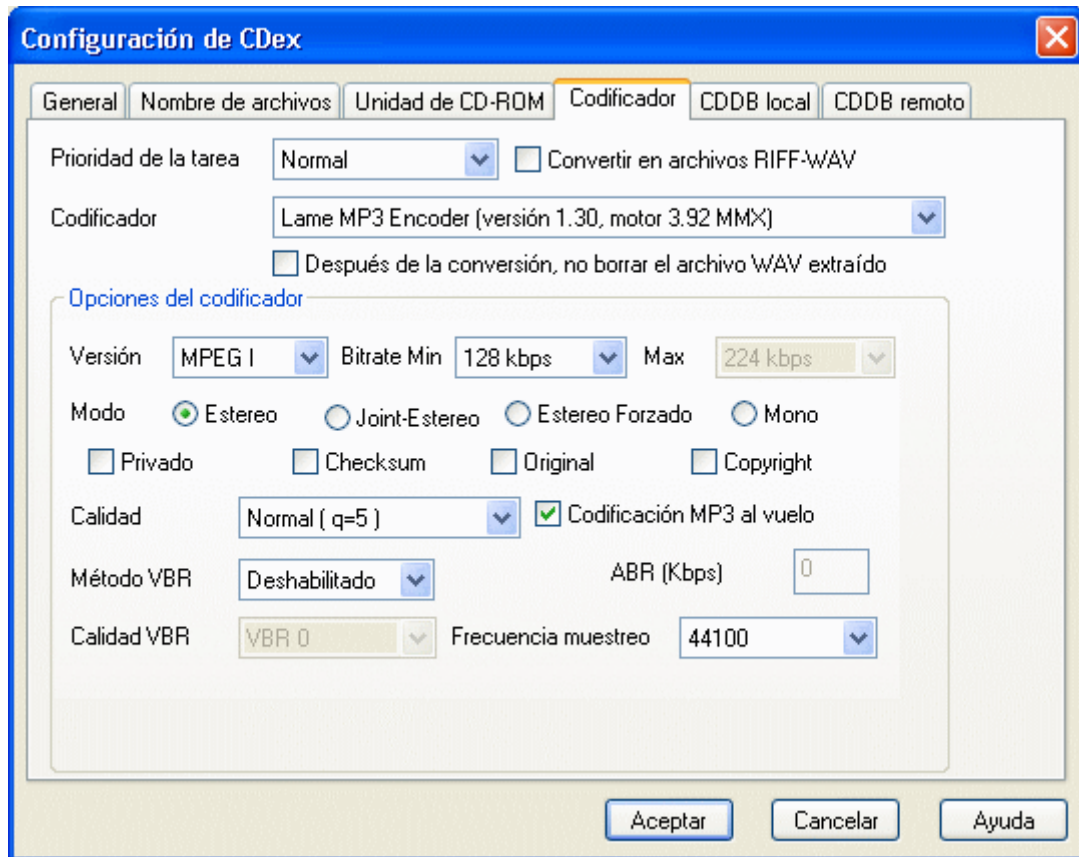 Configuración de CDex
General Nombre de archivos Unidad de CD-ROM Codificador CDDB local CDDB remoto
Prioridad de la tarea Normal Convertir en archivos RIFF-WAV
Codificador Lame MP3 Encoder (versión 1.30, motor 3.92 MMX)
Después de la conversión, no borrar el archivo WAV extraído
Opciones del codificador
Versión MPEG I Bitrate Min 128 kbps Max 224 kbps
Modo Estereo Joint-Estereo Estereo Forzado Mono
Privado Checksum Original Copyright
Calidad Normal ( q=5 ) Codificación MP3 al vuelo
Método VBR Deshabilitado ABR (Kbps) 0
Calidad VBR VBR 0 Frecuencia muestreo 44100
Aceptar Cancelar Ayuda